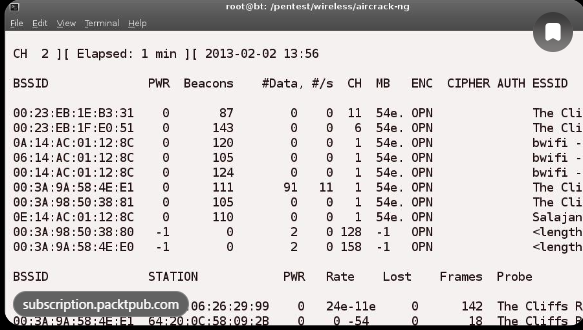 root@bt: /pentest/wireless/aircrack-ng
File Edit View Terminal Help
CH 2 ][ Elapsed: 1 min ][ 2013-02-02 13:56
BSSID PWR Beacons #Data, #/s CH MB ENC CIPHER AUTH ESSID
00:23:EB:1E:B3:31 0 87 0 0 11 54e. OPN The Cli
00:23:EB:1F:E0:51 0 143 0 0 6 54e. OPN The Cli
0A:14:AC:01:12:8C 0 120 0 0 1 54e. OPN bwifi -
06:14:AC:01:12:8C 0 105 0 0 1 54e. OPN bwifi -
00:14:AC:01:12:8C 0 124 0 0 1 54e. OPN bwifi -
00:3A:9A:58:4E:E1 0 111 91 11 1 54e. OPN The Cli
00:3A:98:50:38:81 0 105 0 0 1 54e. OPN The Cli
0E:14:AC:01:12:8C 0 110 0 0 1 54e. OPN Salajan
00:3A:98:50:38:80 -1 0 2 0 128 -1 OPN <length
00:3A:9A:58:4E:E0 -1 0 2 0 158 -1 OPN <length
BSSID STATION PWR Rate Lost Frames Probe
06:26:29:99 0 24e-11e 0 142 The Cliffs R
00:3A:9A:58:4E:E1 64:20:0C:58:09:2B 0 0 -54 0 18 The Cliffs R
subscription.packtpub.com